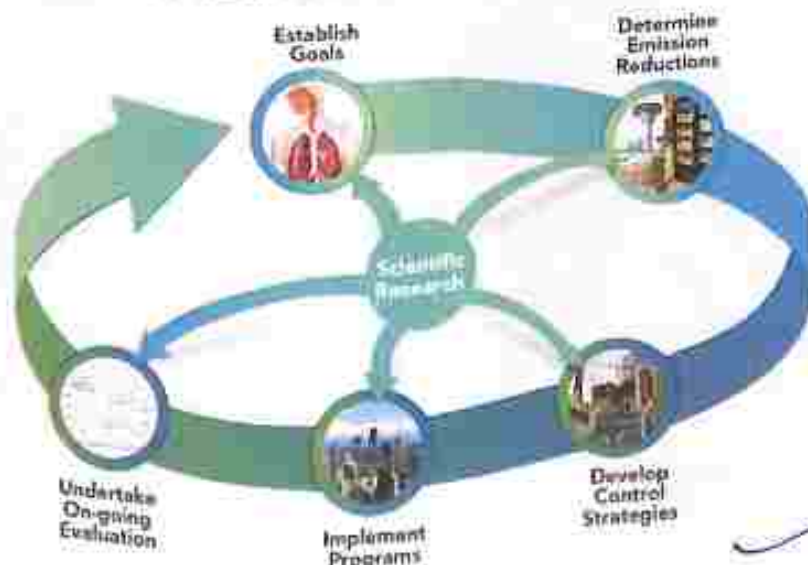 Establish
Goals
Determine
Emission
Reductions
Scientific
Research
Undertake
On-going
Evaluation
Implement
Programs
Develop
Control
Strategies